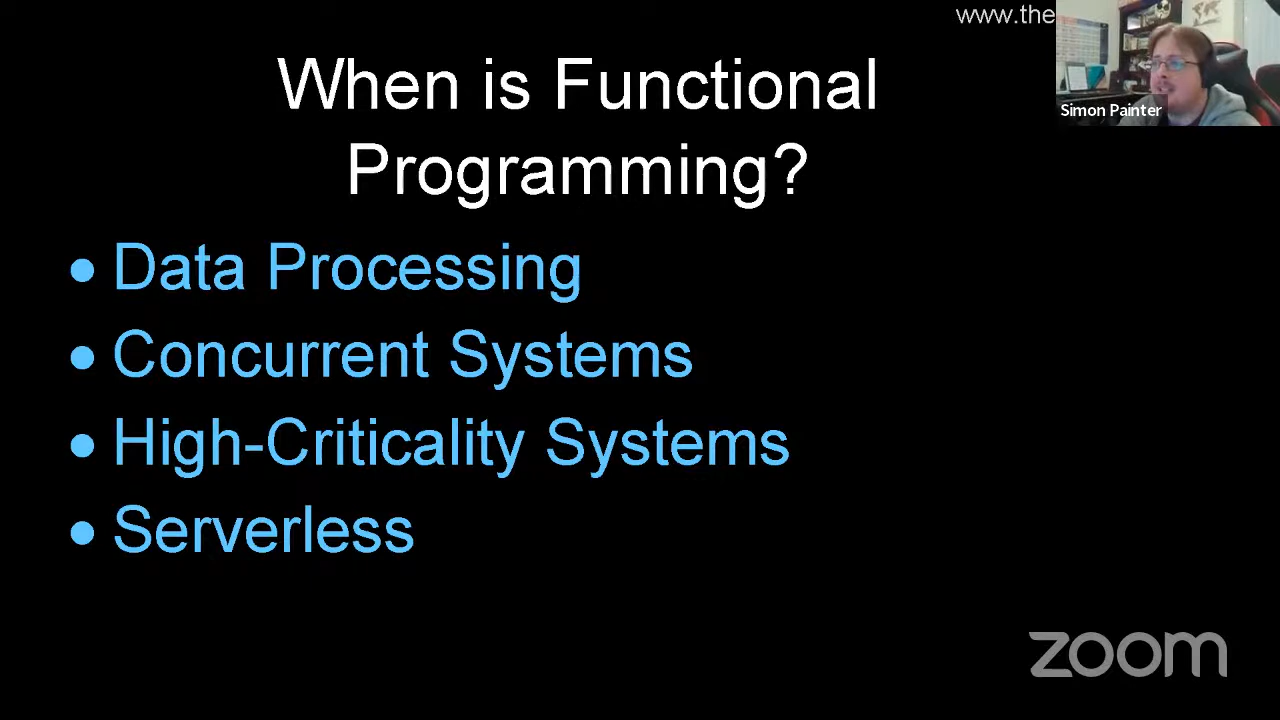 www.the
Simon Painter
When is Functional
Programming?
• Data Processing
• Concurrent Systems
• High-Criticality Systems
• Serverless
zoom